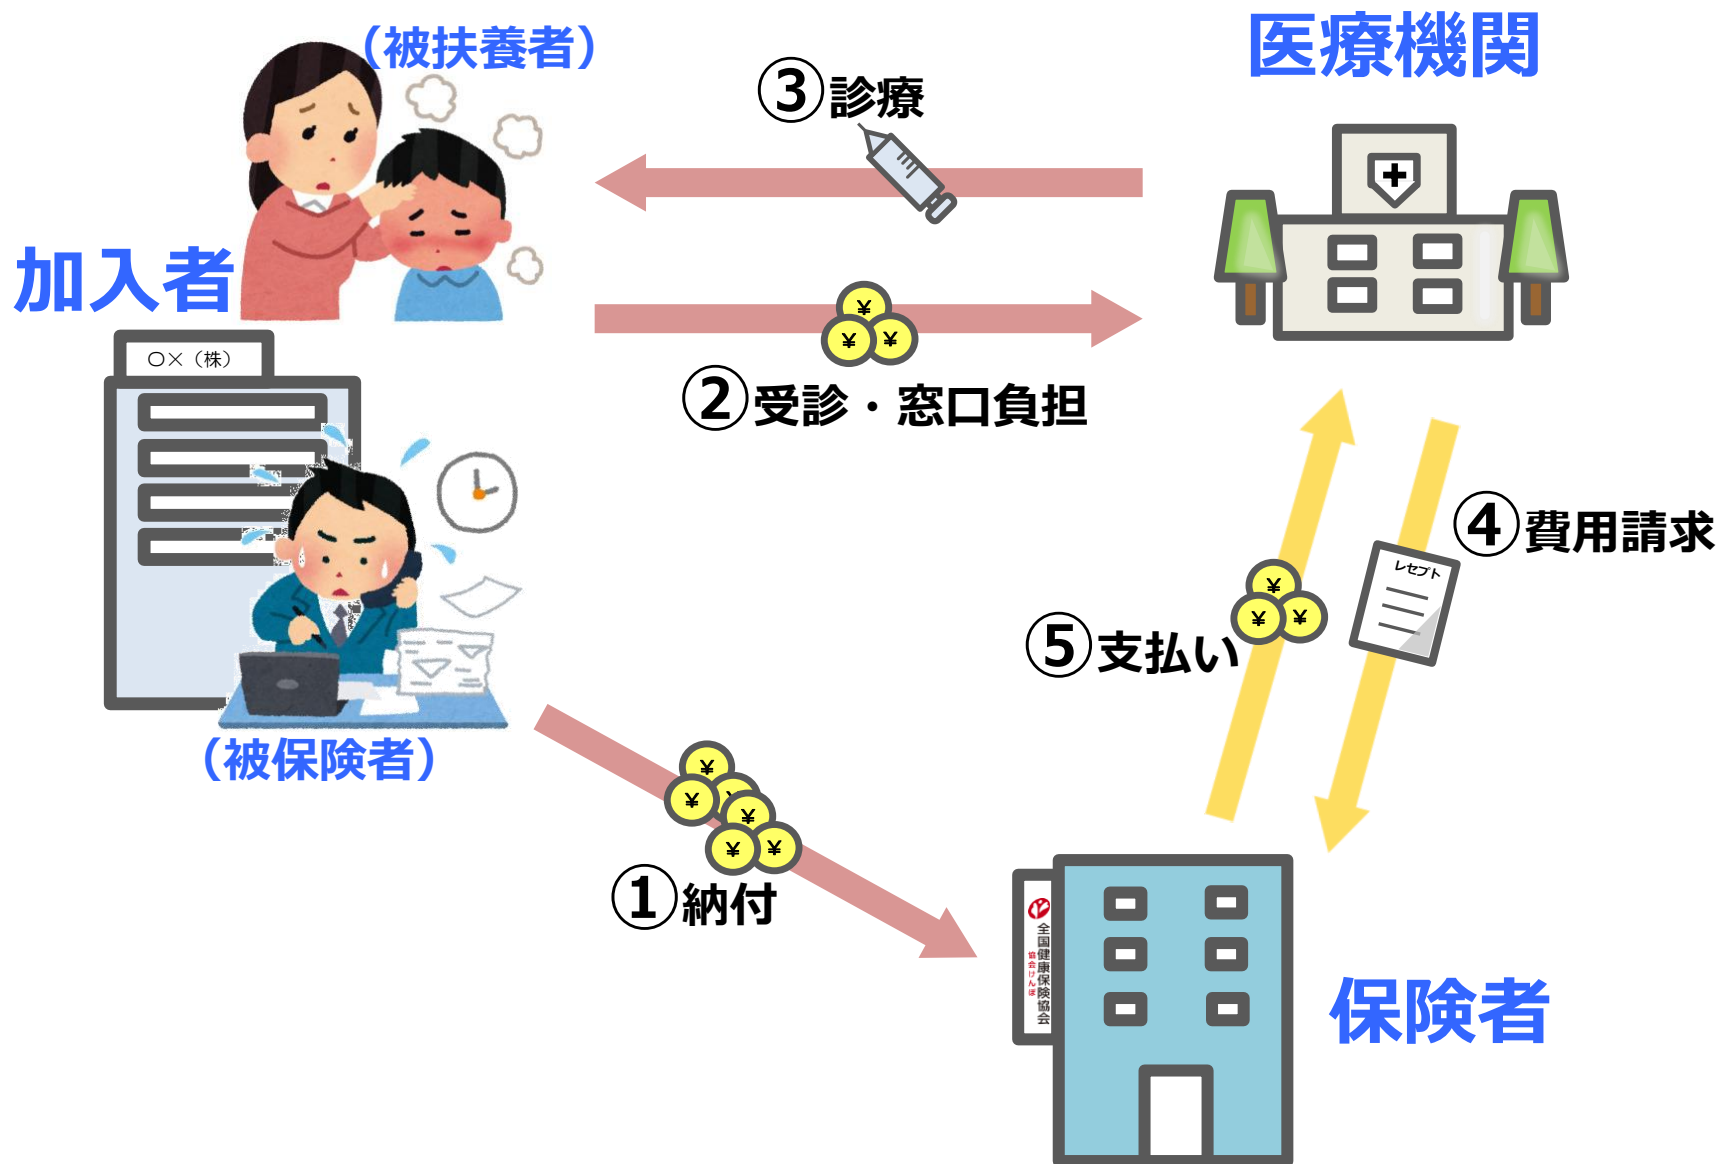 （被扶養者）
医療機関
③診療
加入者
〇×（株）
②受診・窓口負担
④費用請求
レセプト
⑤支払い
（被保険者）
①納付
全国健康保険協会
協会けんぽ
保険者
¥
¥
¥
¥
¥
¥
¥
¥
¥
¥
¥